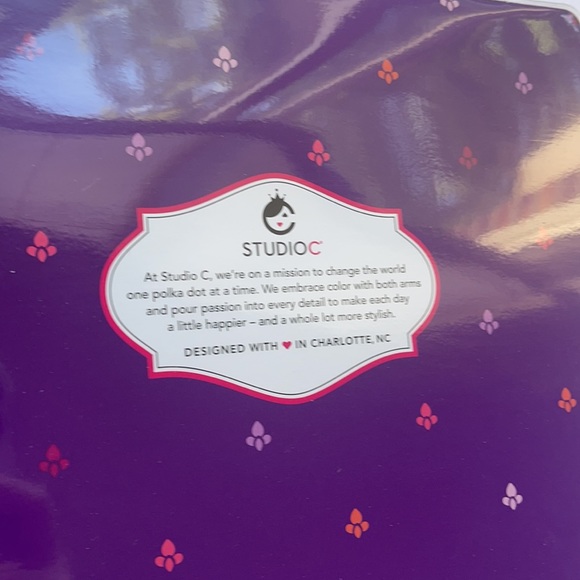 STUDIOC
At Studio C, we're on a mission to change the world
one polka dot at a time. We embrace color with both arms
and pour passion into every detail to make each day
a little happier – and a whole lot more stylish.
DESIGNED WITH ♥ IN CHARLOTTE, NC